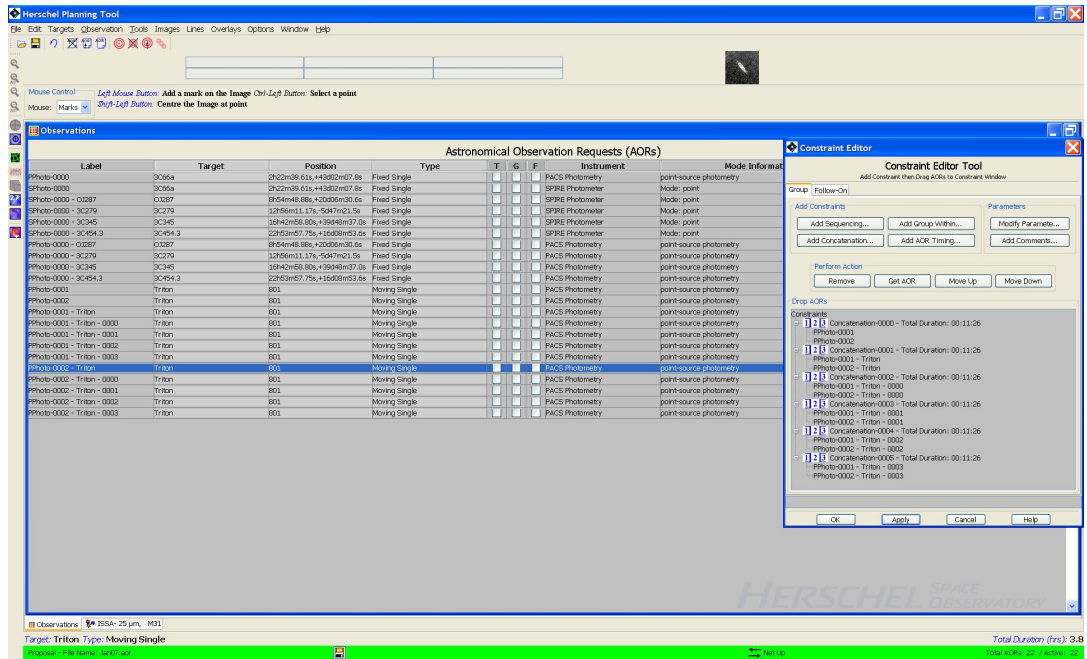 Herschel Planning Tool
File Edit Targets Observation Tools Images Lines Overlays Options Window Help
Mouse Control
Left Mouse Button: Add a mark on the Image Ctrl-Left Button: Select a point
Mouse: Marks
Shift-Left Button: Centre the Image at point
Observations
Astronomical Observation Requests (AORs)
Label Target Position Type T G F Instrument Mode Informat
PPhoto-0000 3C66a 2h22m39.61s,+43d02m07.8s Fixed Single PACS Photometry point-source photometry
SPhoto-0000 3C66a 2h22m39.61s,+43d02m07.8s Fixed Single SPIRE Photometer Mode: point
SPhoto-0000 - OJ287 OJ287 8h54m48.88s,+20d06m30.6s Fixed Single SPIRE Photometer Mode: point
SPhoto-0000 - 3C279 3C279 12h56m11.17s,-5d47m21.5s Fixed Single SPIRE Photometer Mode: point
SPhoto-0000 - 3C345 3C345 16h42m58.80s,+39d48m37.0s Fixed Single SPIRE Photometer Mode: point
SPhoto-0000 - 3C454.3 3C454.3 22h53m57.75s,+16d08m53.6s Fixed Single SPIRE Photometer Mode: point
PPhoto-0000 - OJ287 OJ287 8h54m48.88s,+20d06m30.6s Fixed Single PACS Photometry point-source photometry
PPhoto-0000 - 3C279 3C279 12h56m11.17s,-5d47m21.5s Fixed Single PACS Photometry point-source photometry
PPhoto-0000 - 3C345 3C345 16h42m58.80s,+39d48m37.0s Fixed Single PACS Photometry point-source photometry
PPhoto-0000 - 3C454.3 3C454.3 22h53m57.75s,+16d08m53.6s Fixed Single PACS Photometry point-source photometry
PPhoto-0001 Triton 801 Moving Single PACS Photometry point-source photometry
PPhoto-0002 Triton 801 Moving Single PACS Photometry point-source photometry
PPhoto-0001 - Triton Triton 801 Moving Single PACS Photometry point-source photometry
PPhoto-0001 - Triton - 0000 Triton 801 Moving Single PACS Photometry point-source photometry
PPhoto-0001 - Triton - 0001 Triton 801 Moving Single PACS Photometry point-source photometry
PPhoto-0001 - Triton - 0002 Triton 801 Moving Single PACS Photometry point-source photometry
PPhoto-0001 - Triton - 0003 Triton 801 Moving Single PACS Photometry point-source photometry
PPhoto-0002 - Triton Triton 801 Moving Single PACS Photometry point-source photometry
PPhoto-0002 - Triton - 0000 Triton 801 Moving Single PACS Photometry point-source photometry
PPhoto-0002 - Triton - 0001 Triton 801 Moving Single PACS Photometry point-source photometry
PPhoto-0002 - Triton - 0002 Triton 801 Moving Single PACS Photometry point-source photometry
PPhoto-0002 - Triton - 0003 Triton 801 Moving Single PACS Photometry point-source photometry
Constraint Editor
Constraint Editor Tool
Add Constraint then Drag AORs to Constraint Window
Group Follow-On
Add Constraints Parameters
Add Sequencing... Add Group Within... Modify Paramete...
Add Concatenation... Add AOR Timing... Add Comments...
Perform Action
Remove Get AOR Move Up Move Down
Drop AORs
Constraints
1 2 3 Concatenation-0000 - Total Duration: 00:11:26
PPhoto-0001
PPhoto-0002
1 2 3 Concatenation-0001 - Total Duration: 00:11:26
PPhoto-0001 - Triton
PPhoto-0002 - Triton
1 2 3 Concatenation-0002 - Total Duration: 00:11:26
PPhoto-0001 - Triton - 0000
PPhoto-0002 - Triton - 0000
1 2 3 Concatenation-0003 - Total Duration: 00:11:26
PPhoto-0001 - Triton - 0001
PPhoto-0002 - Triton - 0001
1 2 3 Concatenation-0004 - Total Duration: 00:11:26
PPhoto-0001 - Triton - 0002
PPhoto-0002 - Triton - 0002
1 2 3 Concatenation-0005 - Total Duration: 00:11:26
PPhoto-0001 - Triton - 0003
PPhoto-0002 - Triton - 0003
OK Apply Cancel Help
HERSCHEL SPACE OBSERVATORY
Observations ISSA- 25 µm, M31
Target: Triton Type: Moving Single Total Duration (hrs): 3.8
Proposal - File Name: Jan07.aor Net Up Total AORs: 22 / Active: 22